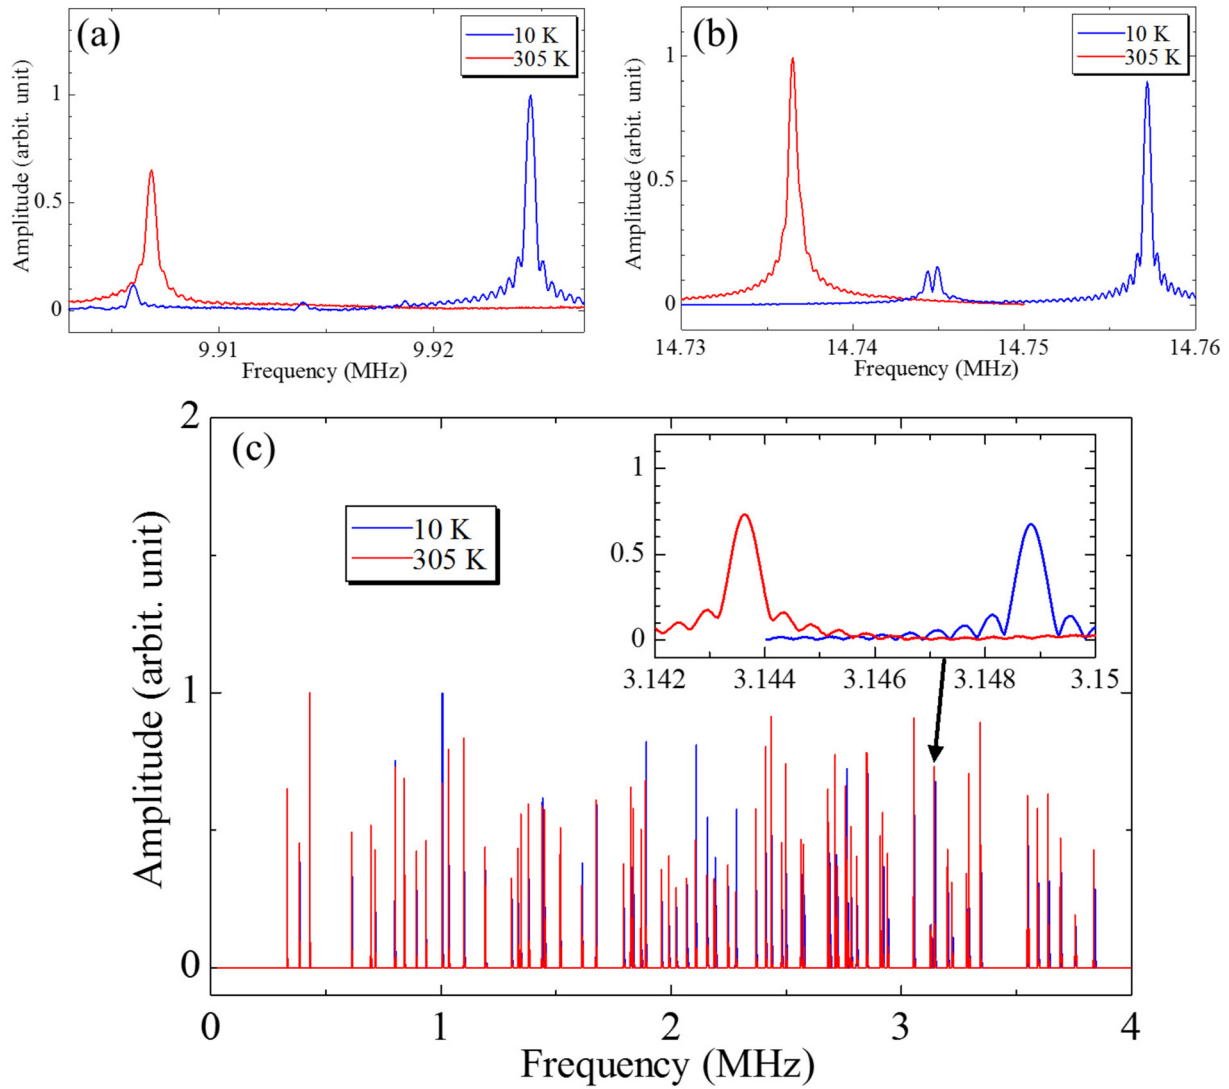 (a)
10 K
305 K
Amplitude (arbit. unit)
1
0.5
0
9.91
9.92
Frequency (MHz)
(b)
10 K
305 K
Amplitude (arbit. unit)
1
0.5
0
14.73
14.74
14.75
14.76
Frequency (MHz)
(c)
10 K
305 K
Amplitude (arbit. unit)
2
1
0
1
0.5
0
3.142
3.144
3.146
3.148
3.15
0
1
2
3
4
Frequency (MHz)